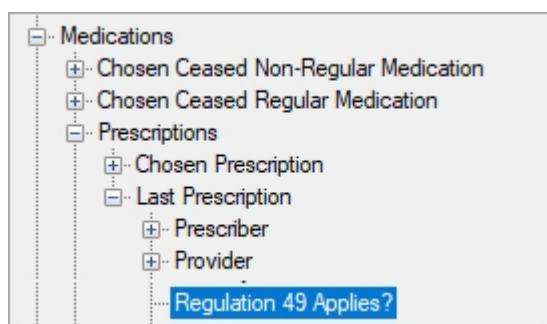 Medications
Chosen Ceased Non-Regular Medication
Chosen Ceased Regular Medication
Prescriptions
Chosen Prescription
Last Prescription
Prescriber
Provider
Regulation 49 Applies?